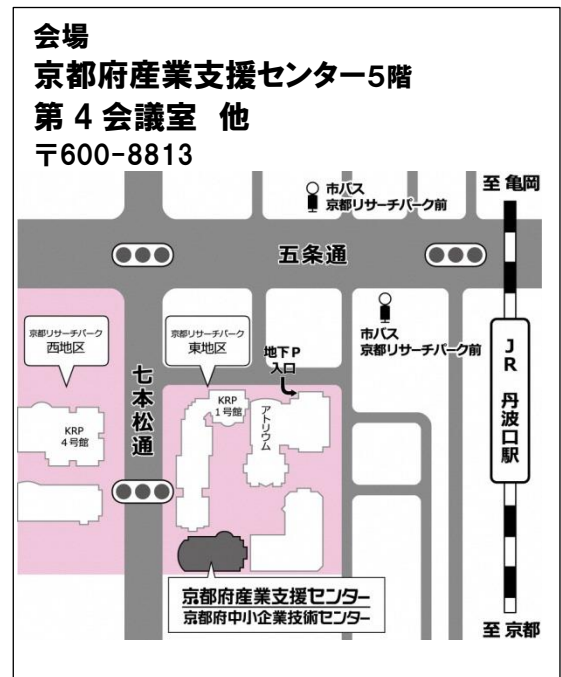 会場
京都府産業支援センター5階
第４会議室 他
〒600-8813
至 亀岡
市バス
京都リサーチパーク前
五条通
市バス
京都リサーチパーク前
京都リサーチパーク
西地区
京都リサーチパーク
東地区
地下P
入口
JR 丹波口駅
七本松通
KRP
1号館
アトリウム
KRP
4号館
京都府産業支援センター
京都府中小企業技術センター
至 京都